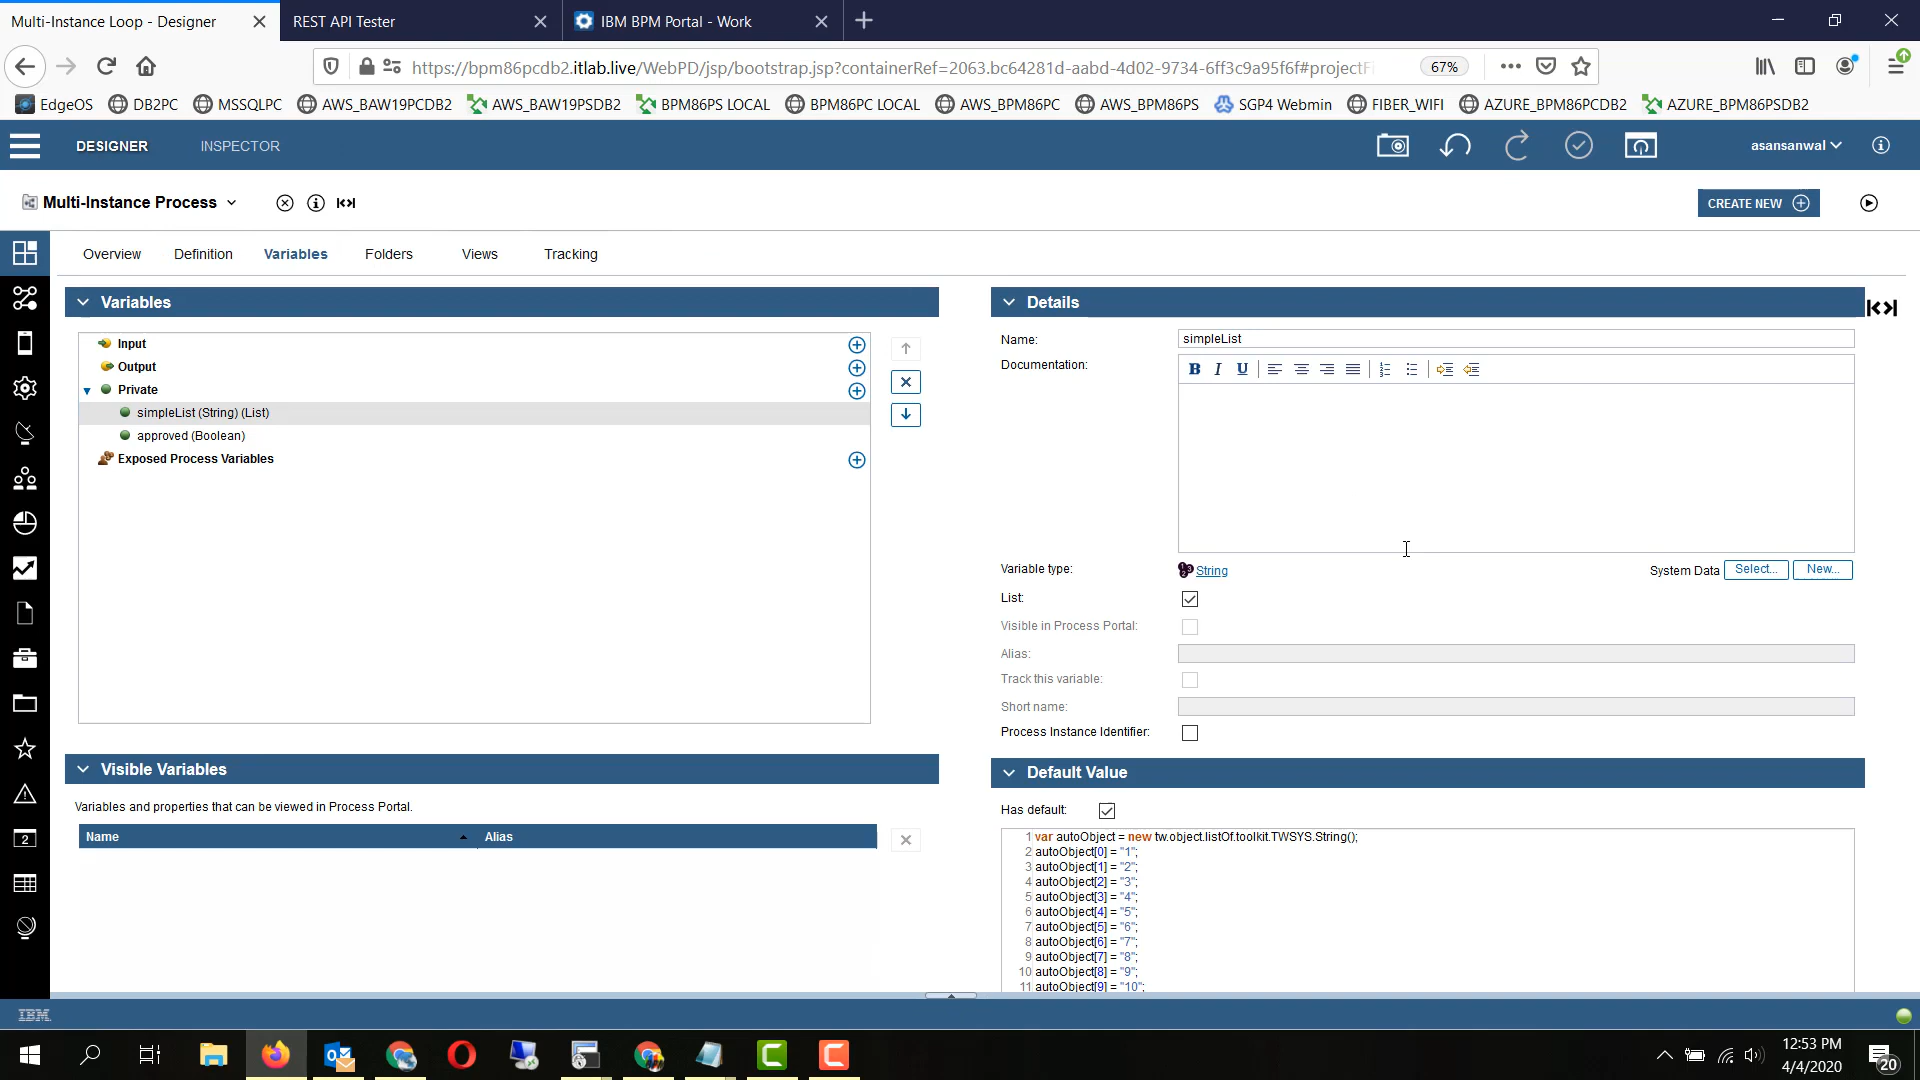 Multi-Instance Loop - Designer
REST API Tester
IBM BPM Portal - Work
https://bpm86pcdb2.itlab.live/WebPD/jsp/bootstrap.jsp?containerRef=2063.bc64281d-aabd-4d02-9734-6ff3c9a95f6f#projectF
67%
EdgeOS
DB2PC
MSSQLPC
AWS_BAW19PCDB2
AWS_BAW19PSDB2
BPM86PS LOCAL
BPM86PC LOCAL
AWS_BPM86PC
AWS_BPM86PS
SGP4 Webmin
FIBER_WIFI
AZURE_BPM86PCDB2
AZURE_BPM86PSDB2
DESIGNER
INSPECTOR
asansanwal
Multi-Instance Process
CREATE NEW
Overview
Definition
Variables
Folders
Views
Tracking
Variables
Input
Output
Private
simpleList (String) (List)
approved (Boolean)
Exposed Process Variables
Visible Variables
Variables and properties that can be viewed in Process Portal.
Name
Alias
Details
Name:
simpleList
Documentation:
B I U
Variable type:
String
System Data
Select...
New...
List:
Visible in Process Portal:
Alias:
Track this variable:
Short name:
Process Instance Identifier:
Default Value
Has default:
1 var autoObject = new tw.object.listOf.toolkit.TWSYS.String();
2 autoObject[0] = "1";
3 autoObject[1] = "2";
4 autoObject[2] = "3";
5 autoObject[3] = "4";
6 autoObject[4] = "5";
7 autoObject[5] = "6";
8 autoObject[6] = "7";
9 autoObject[7] = "8";
10 autoObject[8] = "9";
11 autoObject[9] = "10";
IBM
12:53 PM
4/4/2020
20